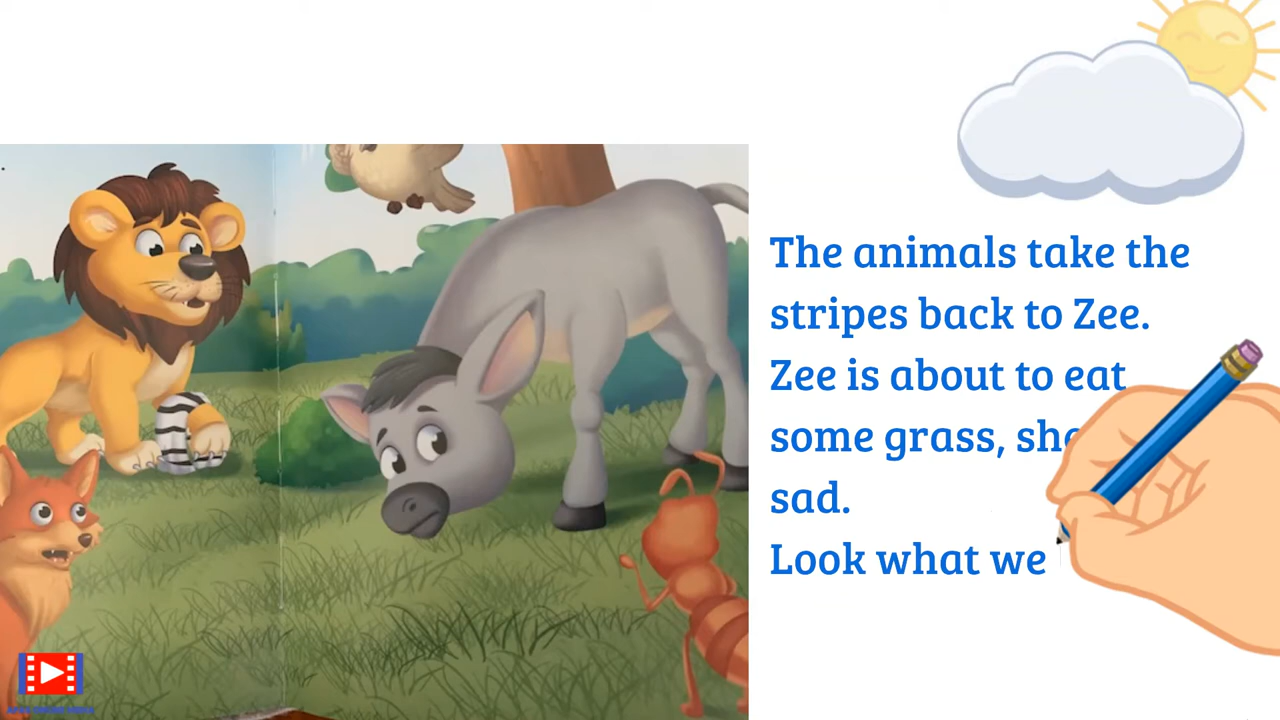 The animals take the
stripes back to Zee.
Zee is about to eat
some grass, she
sad.
Look what we